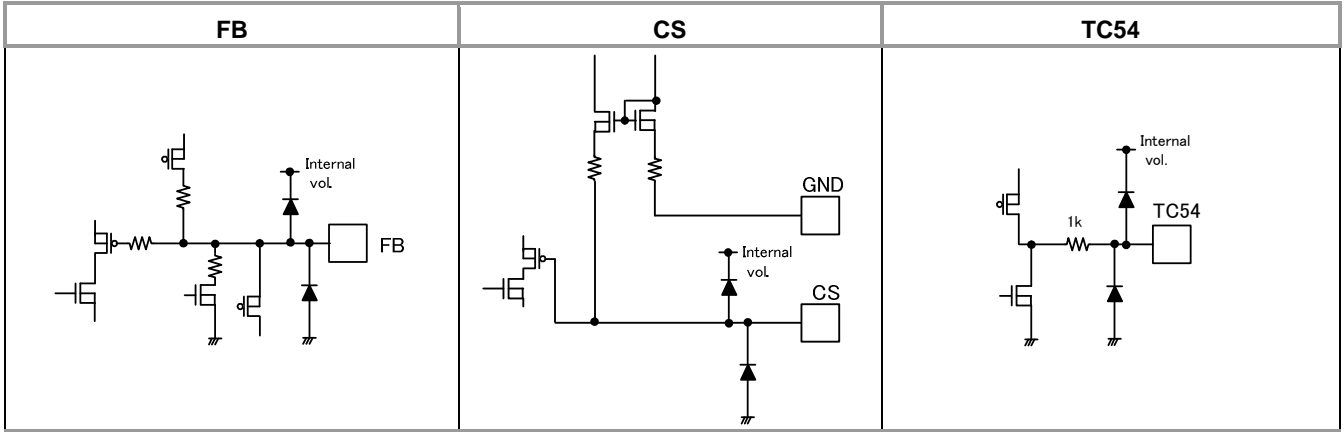 FB
CS
TC54
Internal
vol.
FB
GND
Internal
vol.
CS
Internal
vol.
TC54
1k